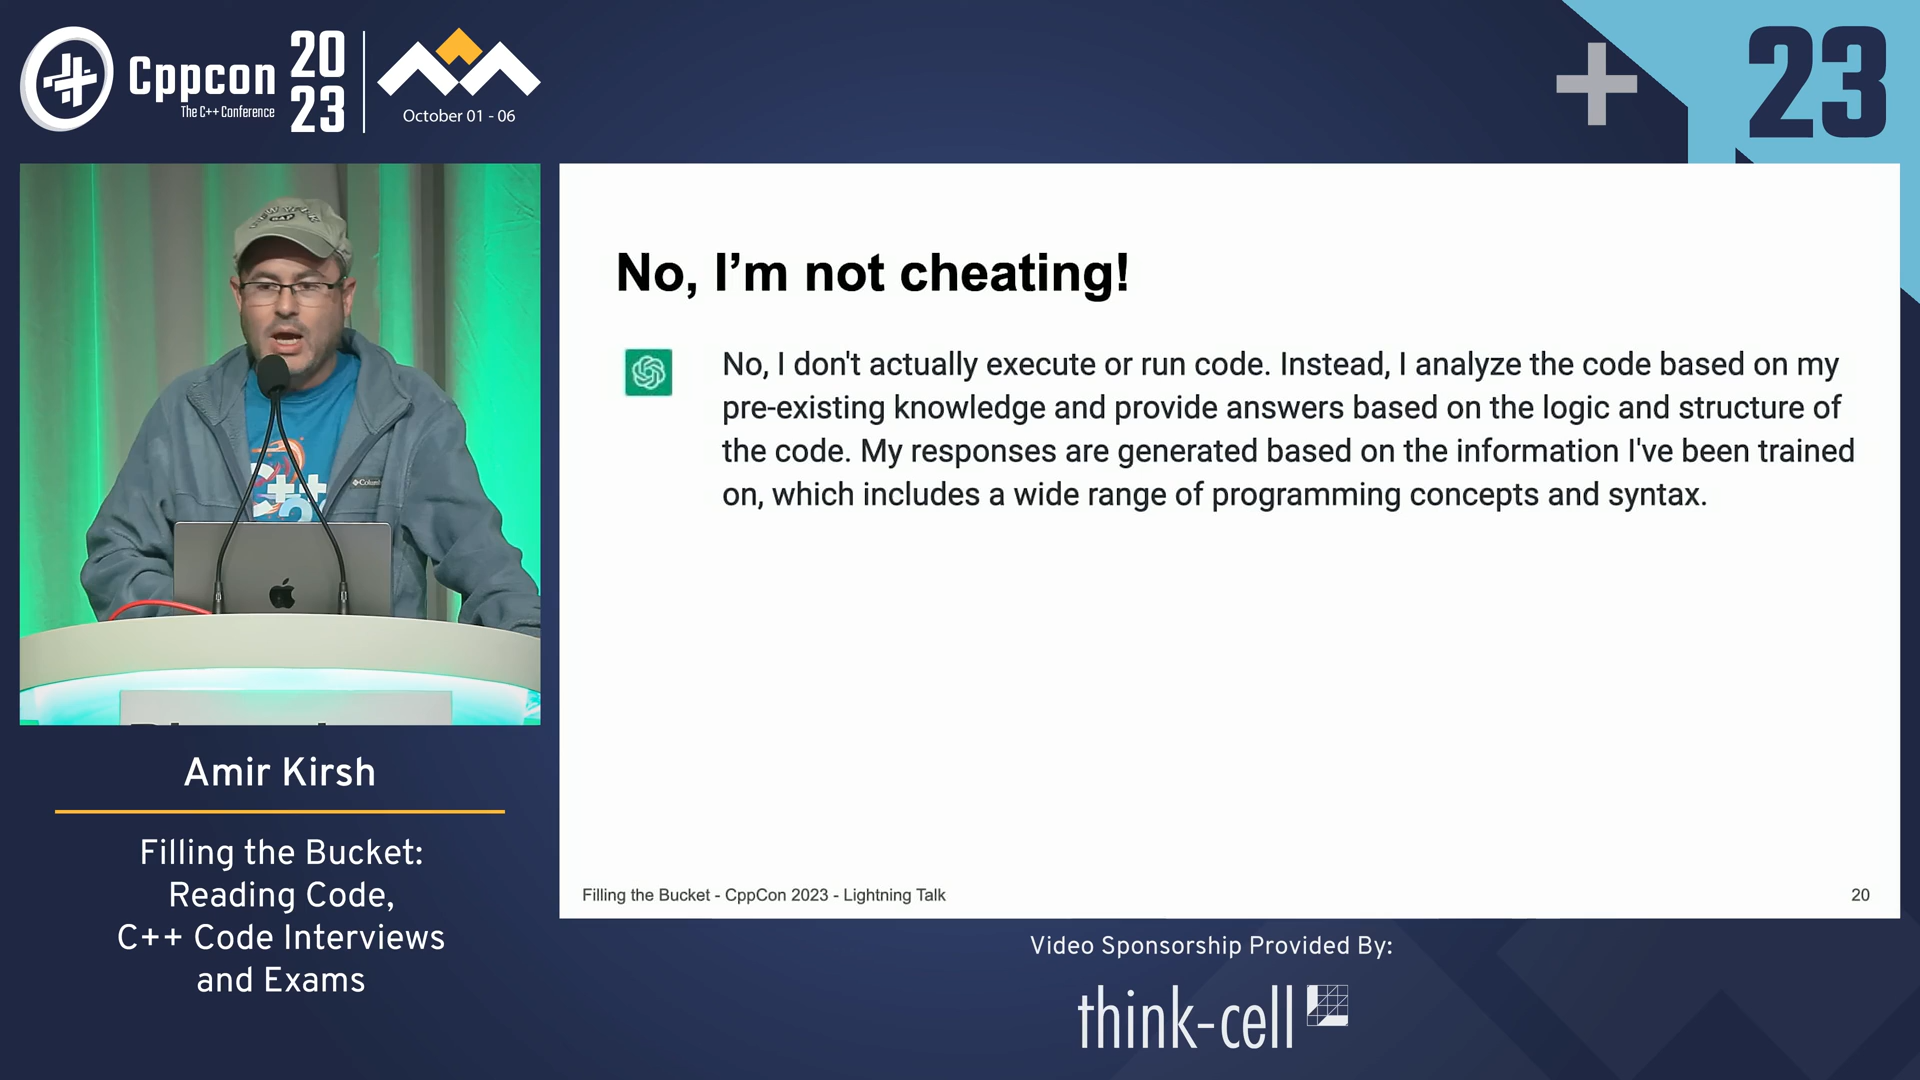 Cppcon
The C++ Conference
20
23
October 01 - 06
23
No, I'm not cheating!
No, I don't actually execute or run code. Instead, I analyze the code based on my
pre-existing knowledge and provide answers based on the logic and structure of
the code. My responses are generated based on the information I've been trained
on, which includes a wide range of programming concepts and syntax.
Filling the Bucket - CppCon 2023 - Lightning Talk
20
Columbia
C++
Amir Kirsh
Filling the Bucket:
Reading Code,
C++ Code Interviews
and Exams
Video Sponsorship Provided By:
think-cell